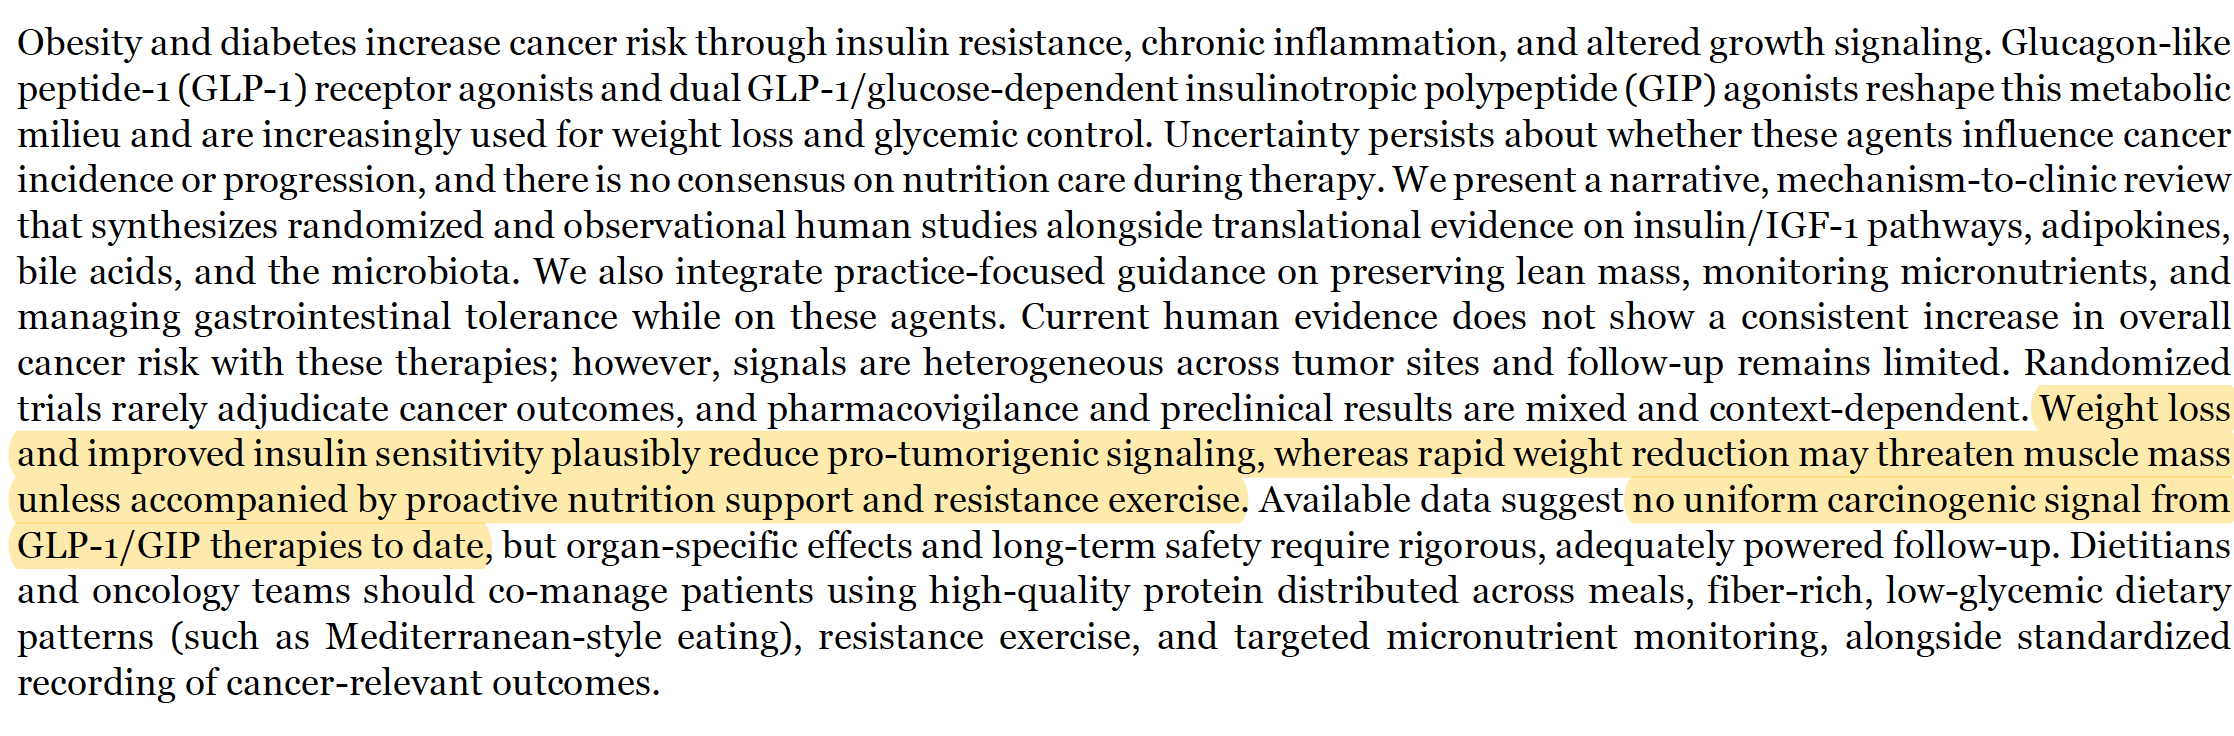 Obesity and diabetes increase cancer risk through insulin resistance, chronic inflammation, and altered growth signaling. Glucagon-like
peptide-1 (GLP-1) receptor agonists and dual GLP-1/glucose-dependent insulinotropic polypeptide (GIP) agonists reshape this metabolic
milieu and are increasingly used for weight loss and glycemic control. Uncertainty persists about whether these agents influence cancer
incidence or progression, and there is no consensus on nutrition care during therapy. We present a narrative, mechanism-to-clinic review
that synthesizes randomized and observational human studies alongside translational evidence on insulin/IGF-1 pathways, adipokines,
bile acids, and the microbiota. We also integrate practice-focused guidance on preserving lean mass, monitoring micronutrients, and
managing gastrointestinal tolerance while on these agents. Current human evidence does not show a consistent increase in overall
cancer risk with these therapies; however, signals are heterogeneous across tumor sites and follow-up remains limited. Randomized
trials rarely adjudicate cancer outcomes, and pharmacovigilance and preclinical results are mixed and context-dependent. Weight loss
and improved insulin sensitivity plausibly reduce pro-tumorigenic signaling, whereas rapid weight reduction may threaten muscle mass
unless accompanied by proactive nutrition support and resistance exercise. Available data suggest no uniform carcinogenic signal from
GLP-1/GIP therapies to date, but organ-specific effects and long-term safety require rigorous, adequately powered follow-up. Dietitians
and oncology teams should co-manage patients using high-quality protein distributed across meals, fiber-rich, low-glycemic dietary
patterns (such as Mediterranean-style eating), resistance exercise, and targeted micronutrient monitoring, alongside standardized
recording of cancer-relevant outcomes.